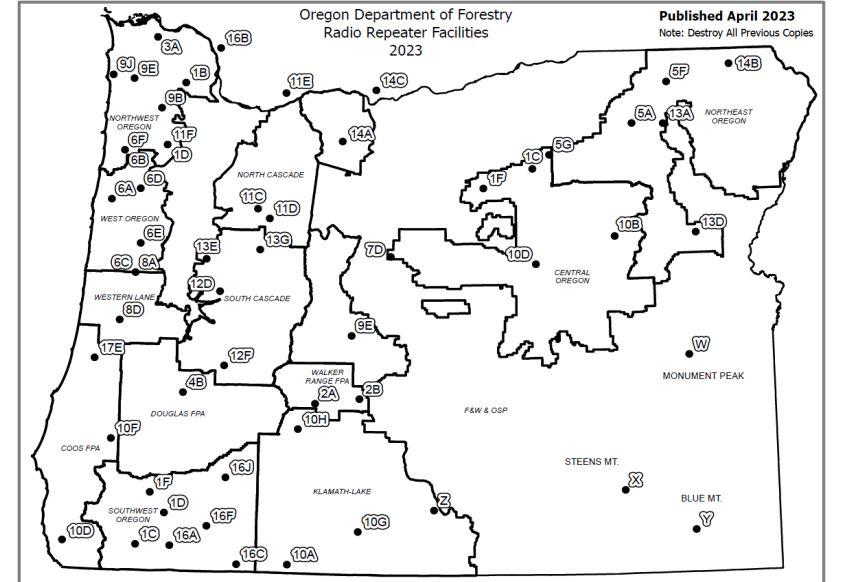 Oregon Department of Forestry
Radio Repeater Facilities
2023
Published April 2023
Note: Destroy All Previous Copies
3A
16B
9J
9E
1B
11E
14C
5F
14B
9B
NORTHWEST
OREGON
5A
13A
NORTHEAST
OREGON
11F
14A
6F
1D
6B
5G
1C
1F
6D
NORTH CASCADE
6A
11C
11D
WEST OREGON
10B
13D
6E
13E
13G
7D
6C
8A
10D
CENTRAL
OREGON
12D
WESTERN LANE
SOUTH CASCADE
8D
9E
17E
W
12F
MONUMENT PEAK
WALKER
RANGE FPA
4B
2A
2B
DOUGLAS FPA
F&W & OSP
10H
10F
COOS FPA
STEENS MT.
16J
1F
X
KLAMATH-LAKE
1D
Z
BLUE MT.
SOUTHWEST
OREGON
16F
10G
Y
10D
1C
16A
16C
10A